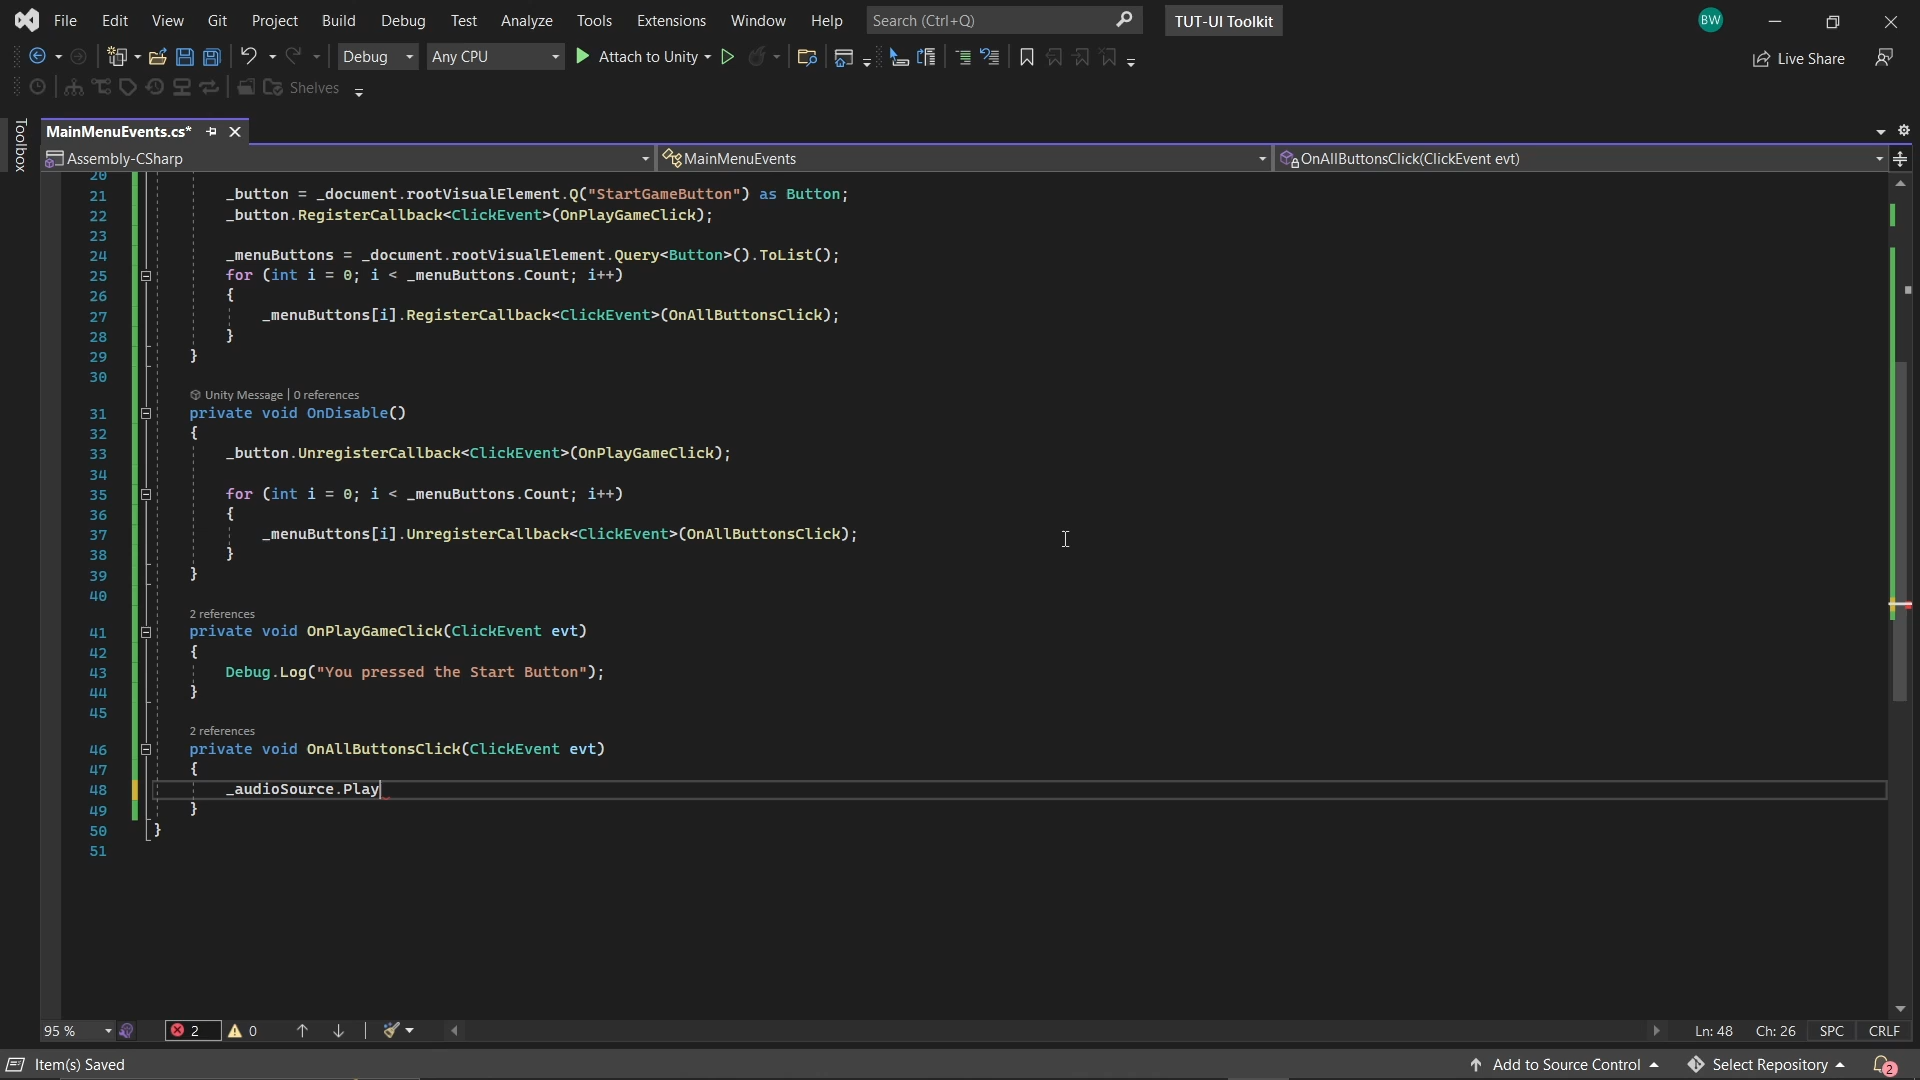 File Edit View Git Project Build Debug Test Analyze Tools Extensions Window Help Search (Ctrl+Q) TUT-UI Toolkit BW
Debug Any CPU Attach to Unity Live Share
Shelves
Toolbox
MainMenuEvents.cs*
Assembly-CSharp MainMenuEvents OnAllButtonsClick(ClickEvent evt)
20
21 _button = _document.rootVisualElement.Q("StartGameButton") as Button;
22 _button.RegisterCallback<ClickEvent>(OnPlayGameClick);
23
24 _menuButtons = _document.rootVisualElement.Query<Button>().ToList();
25 for (int i = 0; i < _menuButtons.Count; i++)
26 {
27 _menuButtons[i].RegisterCallback<ClickEvent>(OnAllButtonsClick);
28 }
29 }
30
Unity Message | 0 references
31 private void OnDisable()
32 {
33 _button.UnregisterCallback<ClickEvent>(OnPlayGameClick);
34
35 for (int i = 0; i < _menuButtons.Count; i++)
36 {
37 _menuButtons[i].UnregisterCallback<ClickEvent>(OnAllButtonsClick);
38 }
39 }
40
2 references
41 private void OnPlayGameClick(ClickEvent evt)
42 {
43 Debug.Log("You pressed the Start Button");
44 }
45
2 references
46 private void OnAllButtonsClick(ClickEvent evt)
47 {
48 _audioSource.Play
49 }
50 }
51
95 % 2 0 Ln: 48 Ch: 26 SPC CRLF
Item(s) Saved Add to Source Control Select Repository 2